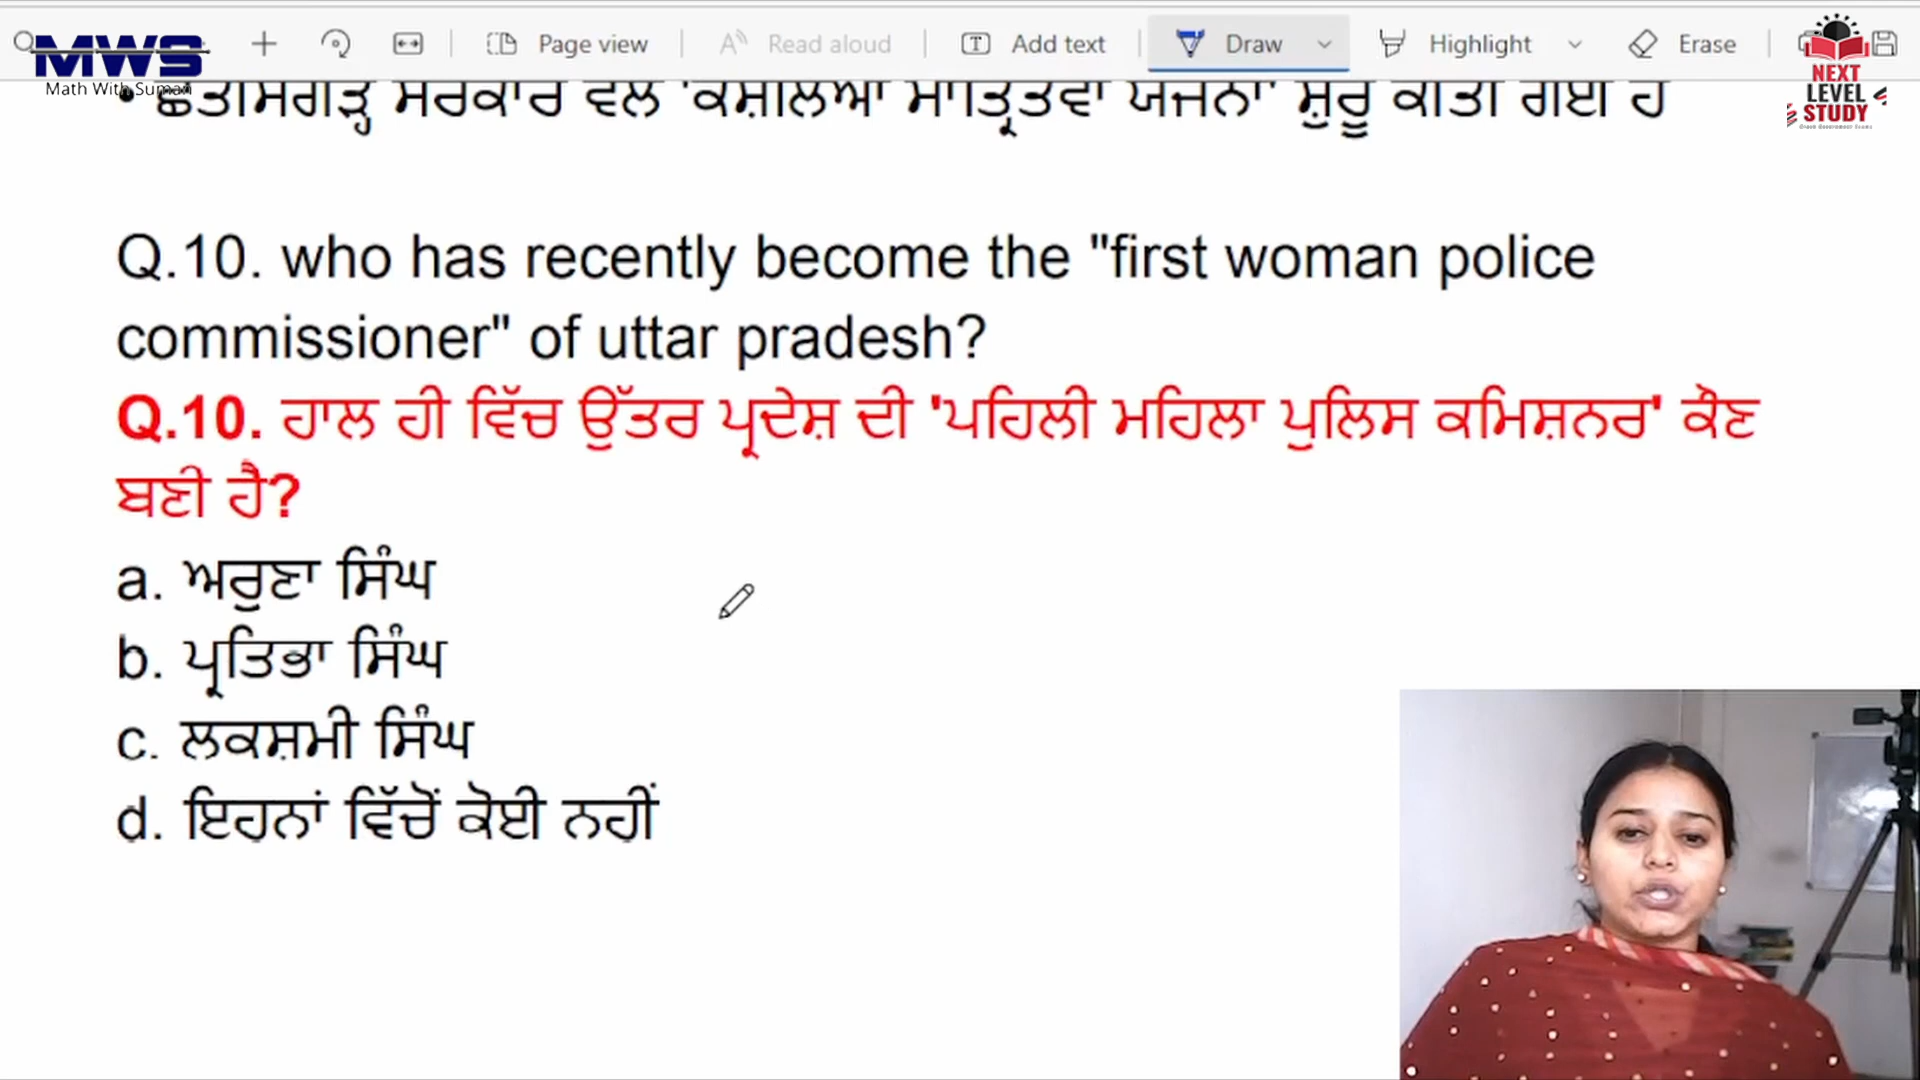 Page view
Read aloud
Add text
Draw
Highlight
Erase
MWS
Math With Suman
NEXT
LEVEL
STUDY
• ਛੱਤੀਸਗੜ੍ਹ ਸਰਕਾਰ ਵੱਲੋਂ 'ਕੌਸ਼ਲਿਆ ਮਾਤ੍ਰਿਤਵਾ ਯੋਜਨਾ' ਸ਼ੁਰੂ ਕੀਤੀ ਗਈ ਹੈ
Q.10. who has recently become the "first woman police
commissioner" of uttar pradesh?
Q.10. ਹਾਲ ਹੀ ਵਿੱਚ ਉੱਤਰ ਪ੍ਰਦੇਸ਼ ਦੀ 'ਪਹਿਲੀ ਮਹਿਲਾ ਪੁਲਿਸ ਕਮਿਸ਼ਨਰ' ਕੌਣ
ਬਣੀ ਹੈ?
a. ਅਰੁਣਾ ਸਿੰਘ
b. ਪ੍ਰਤਿਭਾ ਸਿੰਘ
c. ਲਕਸ਼ਮੀ ਸਿੰਘ
d. ਇਹਨਾਂ ਵਿੱਚੋਂ ਕੋਈ ਨਹੀਂ